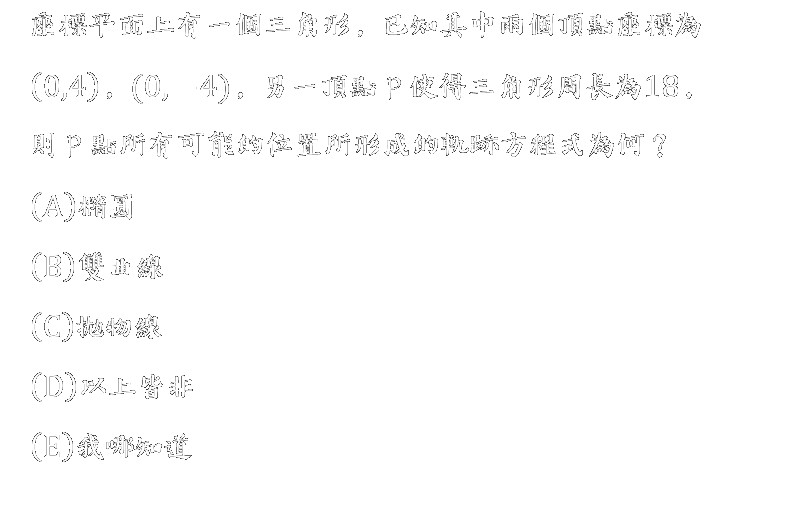 座標平面上有一個三角形，已知其中兩個頂點座標為
(0,4)，(0, -4)，另一頂點P使得三角形周長為18，
則P點所有可能的位置所形成的軌跡方程式為何？
(A)橢圓
(B)雙曲線
(C)拋物線
(D)以上皆非
(E)我哪知道